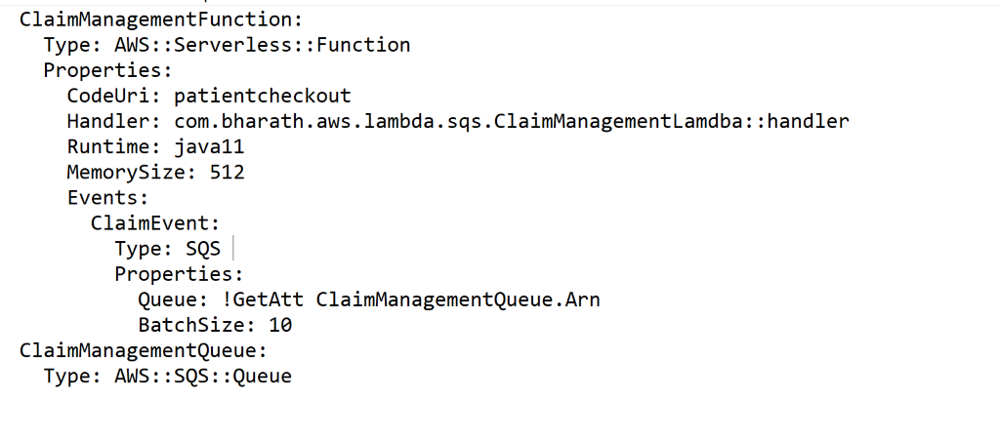 ClaimManagementFunction:
  Type: AWS::Serverless::Function
  Properties:
    CodeUri: patientcheckout
    Handler: com.bharath.aws.lambda.sqs.ClaimManagementLamdba::handler
    Runtime: java11
    MemorySize: 512
    Events:
      ClaimEvent:
        Type: SQS
        Properties:
          Queue: !GetAtt ClaimManagementQueue.Arn
          BatchSize: 10
ClaimManagementQueue:
  Type: AWS::SQS::Queue